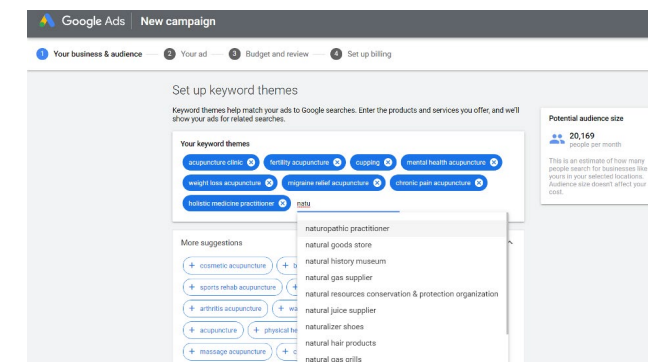 Google Ads New campaign
1 Your business & audience 2 Your ad 3 Budget and review 4 Set up billing
Set up keyword themes
Keyword themes help match your ads to Google searches. Enter the products and services you offer, and we'll
show your ads for related searches.
Your keyword themes
acupuncture clinic
fertility acupuncture
cupping
mental health acupuncture
weight loss acupuncture
migraine relief acupuncture
chronic pain acupuncture
holistic medicine practitioner
natu
naturopathic practitioner
natural goods store
natural history museum
natural gas supplier
natural resources conservation & protection organization
natural juice supplier
naturalizer shoes
natural hair products
natural gas grills
More suggestions
+ cosmetic acupuncture + b
+ sports rehab acupuncture +
+ arthritis acupuncture + wa
+ acupuncture + physical he
+ massage acupuncture + c
Potential audience size
20,169
people per month
This is an estimate of how many
people search for businesses like
yours in your selected locations.
Audience size doesn't affect your
cost.